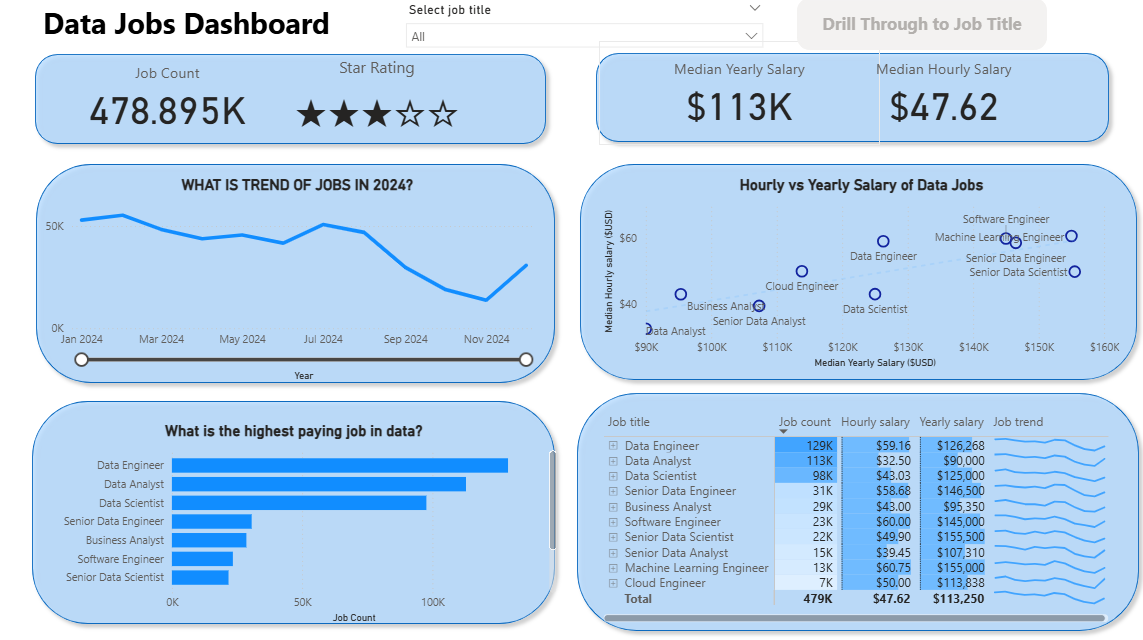 Data Jobs Dashboard
Select job title
All
Drill Through to Job Title
Job Count
478.895K
Star Rating
★★★☆☆
Median Yearly Salary
$113K
Median Hourly Salary
$47.62
WHAT IS TREND OF JOBS IN 2024?
50K
0K
Jan 2024 Mar 2024 May 2024 Jul 2024 Sep 2024 Nov 2024
Year
Hourly vs Yearly Salary of Data Jobs
Median Hourly salary ($USD)
$60
$40
Software Engineer
Machine Learning Engineer
Data Engineer
Senior Data Engineer
Senior Data Scientist
Cloud Engineer
Business Analyst
Data Scientist
Senior Data Analyst
Data Analyst
$90K $100K $110K $120K $130K $140K $150K $160K
Median Yearly Salary ($USD)
What is the highest paying job in data?
Data Engineer
Data Analyst
Data Scientist
Senior Data Engineer
Business Analyst
Software Engineer
Senior Data Scientist
0K 50K 100K
Job Count
Job title Job count Hourly salary Yearly salary Job trend
Data Engineer 129K $59.16 $126,268
Data Analyst 113K $32.50 $90,000
Data Scientist 98K $43.03 $125,000
Senior Data Engineer 31K $58.68 $146,500
Business Analyst 29K $43.00 $95,350
Software Engineer 23K $60.00 $145,000
Senior Data Scientist 22K $49.90 $155,500
Senior Data Analyst 15K $39.45 $107,310
Machine Learning Engineer 13K $60.75 $155,000
Cloud Engineer 7K $50.00 $113,838
Total 479K $47.62 $113,250